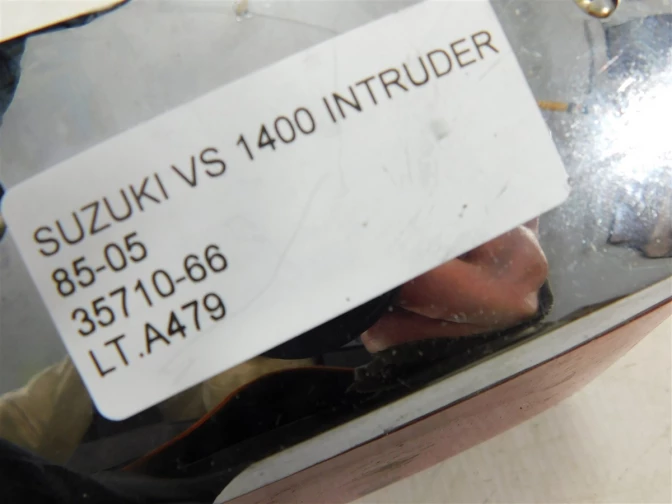 SUZUKI VS 1400 INTRUDER
85-05
35710-66
LT.A479